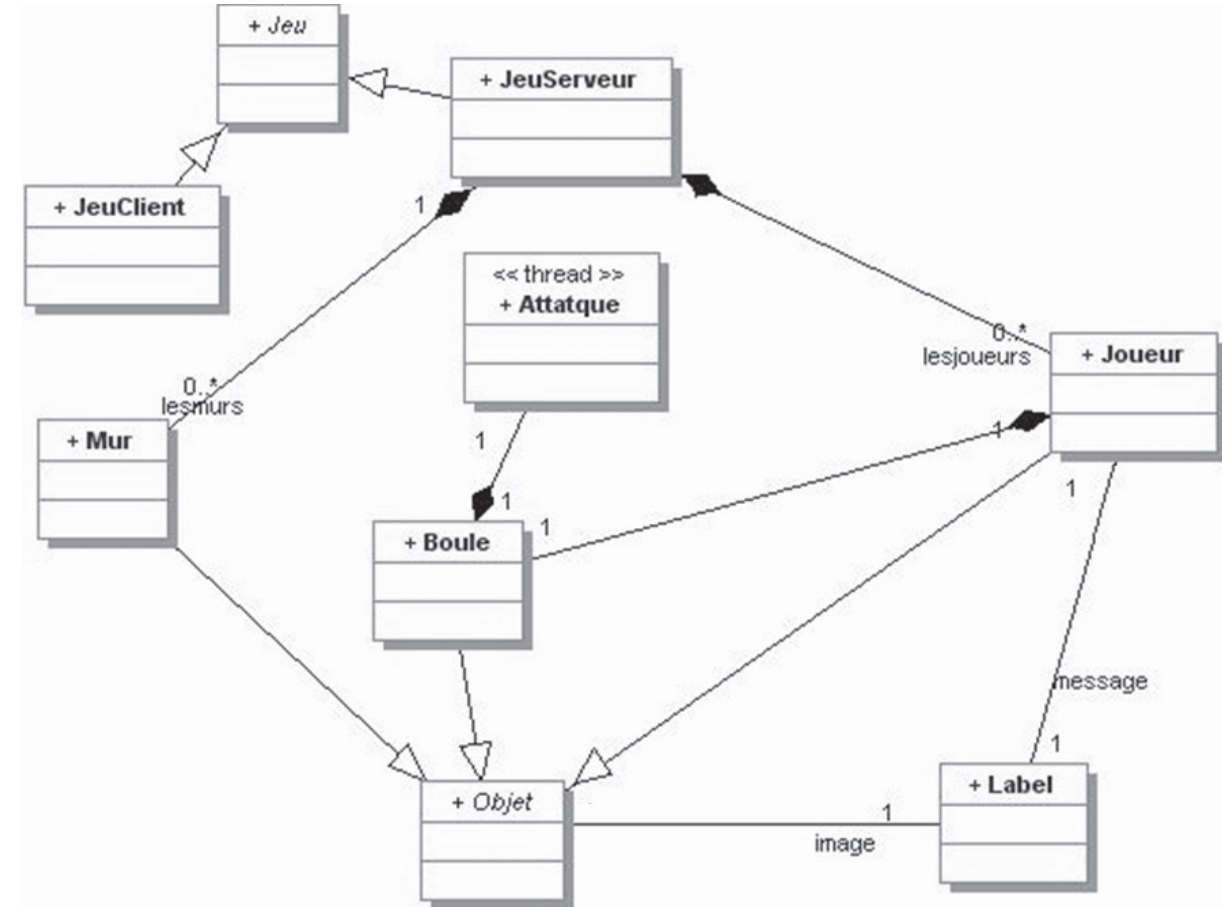 + Jeu
+ JeuServeur
+ JeuClient
1
<< thread >>
+ Attatque
0..*
lesjoueurs
+ Joueur
0..*
lesmurs
+ Mur
1
1
1
1
1
+ Boule
message
1
+ Label
+ Objet
1
image